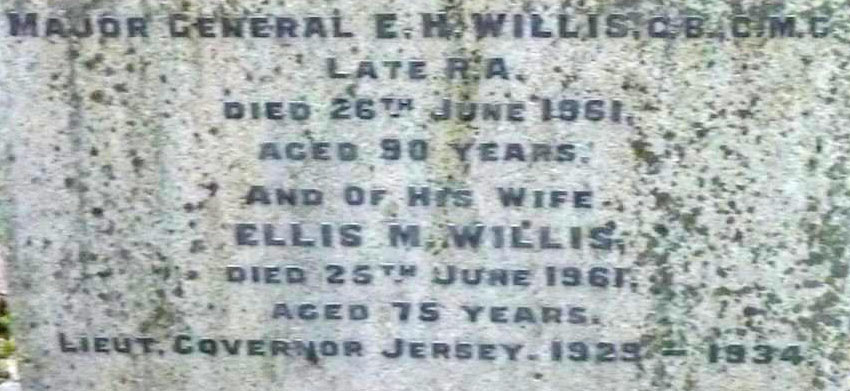 MAJOR GENERAL E. H. WILLIS, C.B., C.M.G.
LATE R.A.
DIED 26TH JUNE 1961,
AGED 90 YEARS.
AND OF HIS WIFE
ELLIS M. WILLIS,
DIED 25TH JUNE 1961,
AGED 75 YEARS.
LIEUT. GOVERNOR JERSEY. 1929 - 1934